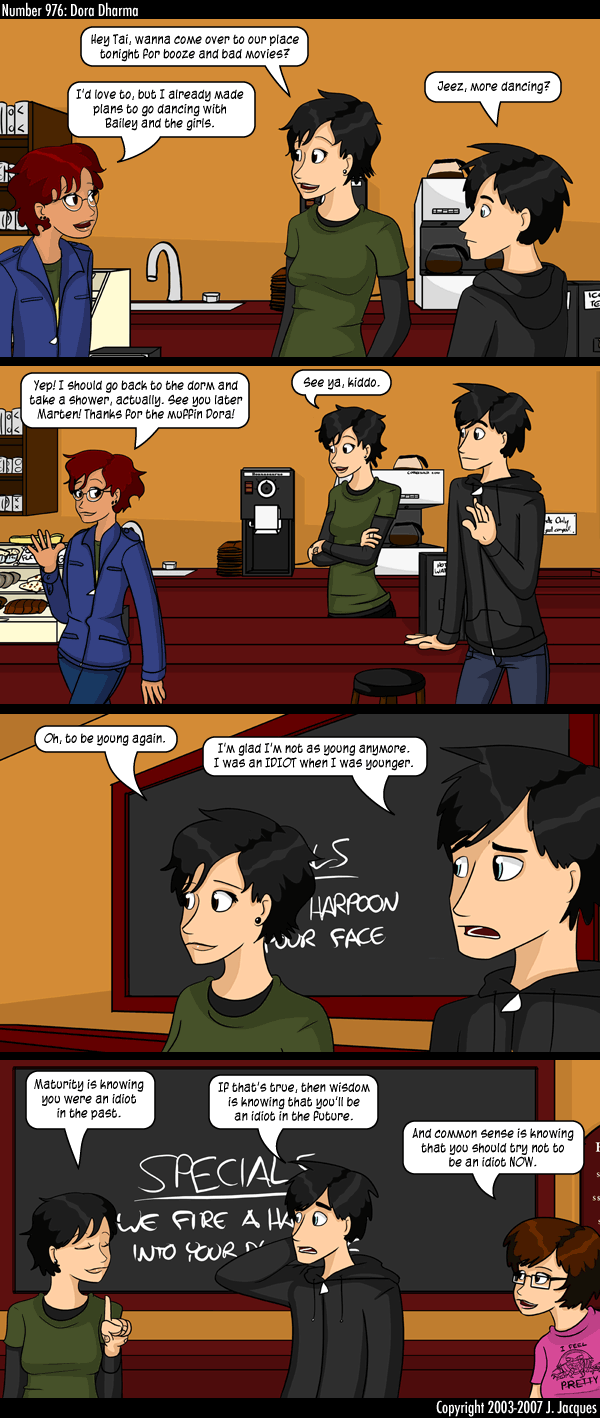 Number 976: Dora Dharma
Hey Tai, wanna come over to our place
tonight for booze and bad movies?
I'd love to, but I already made
plans to go dancing with
Bailey and the girls.
Jeez, more dancing?
Yep! I should go back to the dorm and
take a shower, actually. See you later
Marten! Thanks for the muffin Dora!
See ya, kiddo.
Only
Oh, to be young again.
I'm glad I'm not as young anymore.
I was an IDIOT when I was younger.
LS
HARPOON
OUR FACE
Maturity is knowing
you were an idiot
in the past.
If that's true, then wisdom
is knowing that you'll be
an idiot in the future.
And common sense is knowing
that you should try not to
be an idiot NOW.
SPECIALS
WE FIRE A HA
INTO YOUR
I FEEL
PRETTY
Copyright 2003-2007 J. Jacques